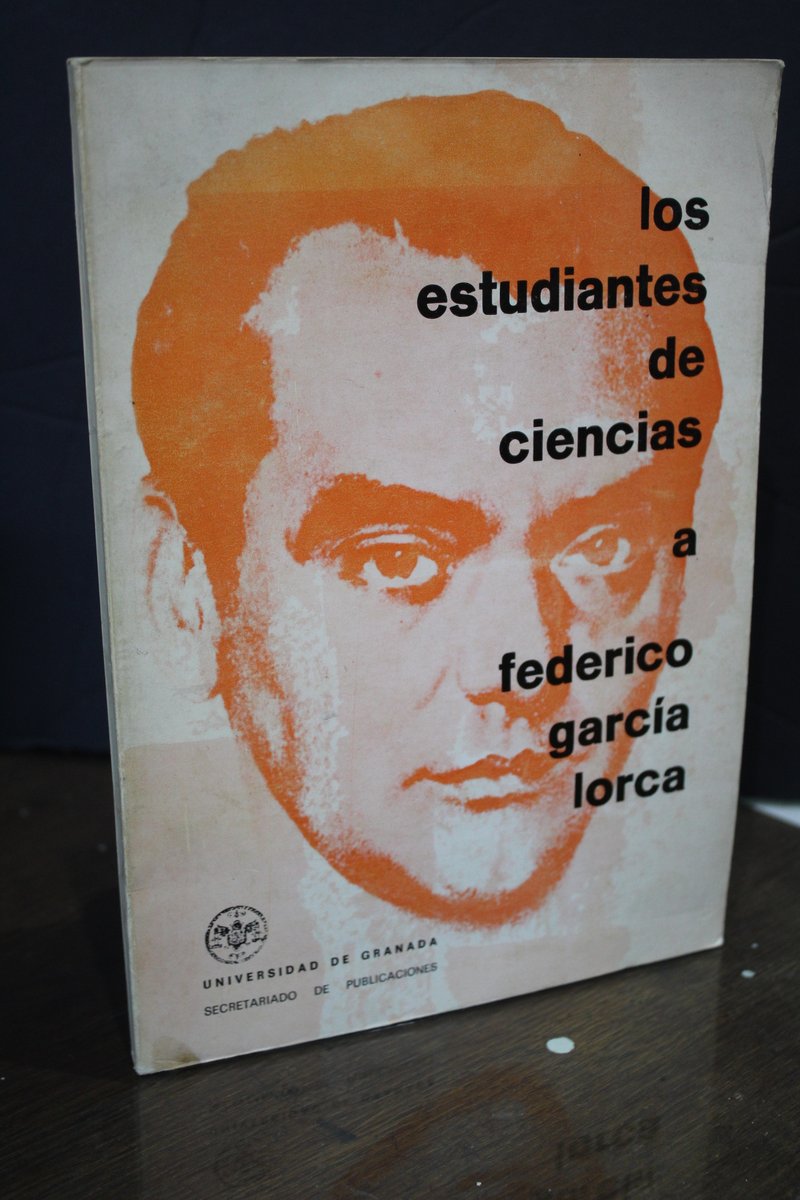 los
estudiantes
de
ciencias
a
federico
garcía
lorca
UNIVERSIDAD DE GRANADA
SECRETARIADO DE PUBLICACIONES